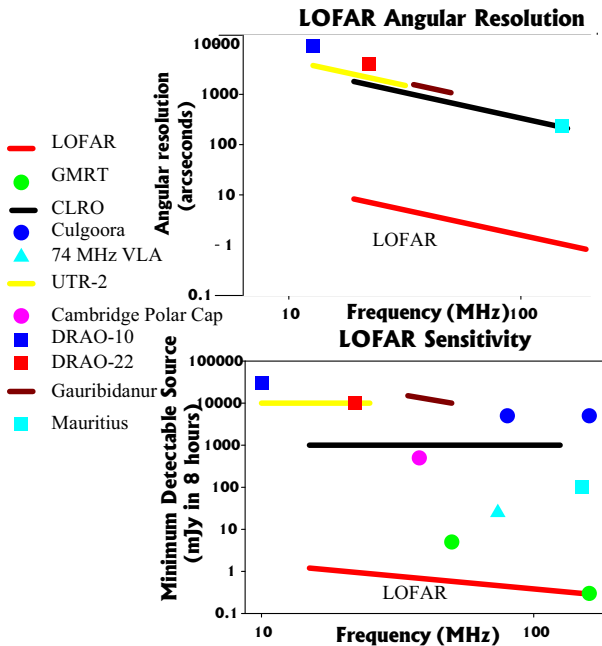 LOFAR Angular Resolution
Angular resolution
(arcseconds)
10000
1000
100
10
- 1
0.1
LOFAR
10
Frequency (MHz)
100
LOFAR
GMRT
CLRO
Culgoora
74 MHz VLA
UTR-2
Cambridge Polar Cap
DRAO-10
DRAO-22
Gauribidanur
Mauritius
LOFAR Sensitivity
Minimum Detectable Source
(mJy in 8 hours)
100000
10000
1000
100
10
1
0.1
LOFAR
10
Frequency (MHz)
100